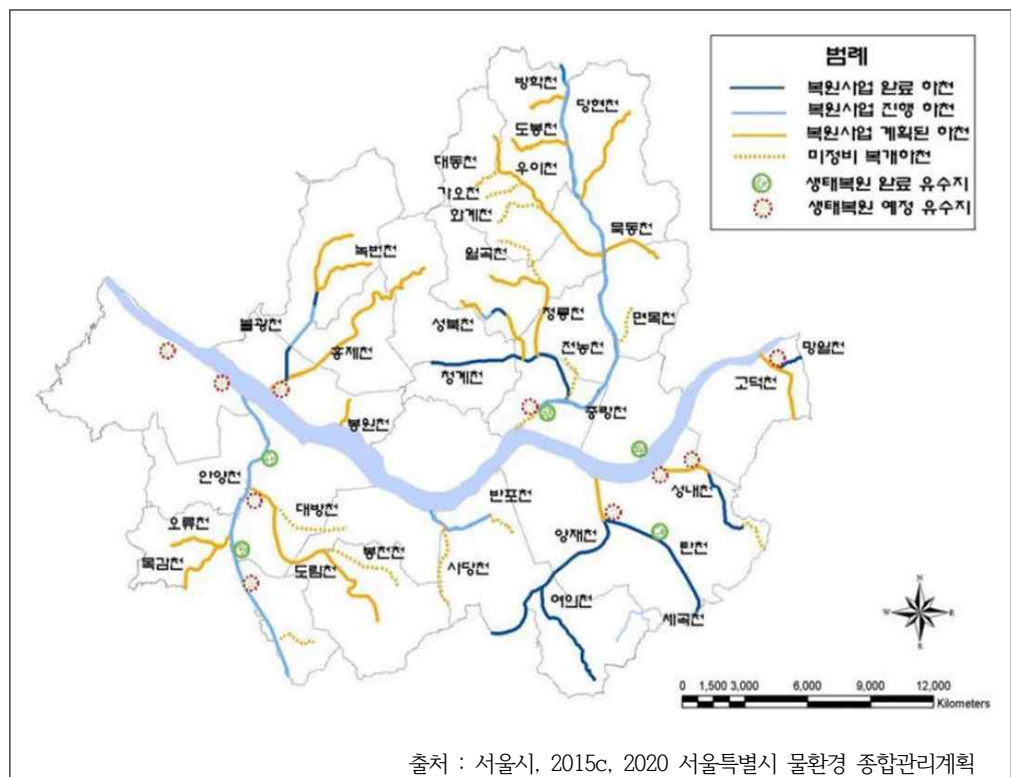 범례
복원사업 완료 하천
복원사업 진행 하천
복원사업 계획된 하천
미정비 복개하천
생태복원 완료 유수지
생태복원 예정 유수지
방학천
당현천
도봉천
대동천
우이천
가오천
화계천
묵동천
녹번천
월곡천
불광천
홍제천
성북천
정릉천
면목천
전농천
청계천
망월천
고덕천
중랑천
봉원천
안양천
성내천
대방천
반포천
오류천
양재천
탄천
목감천
도림천
봉천천
사당천
여의천
세곡천
N
W
E
S
0 1,500 3,000 6,000 9,000 12,000
Kilometers
출처 : 서울시, 2015c, 2020 서울특별시 물환경 종합관리계획